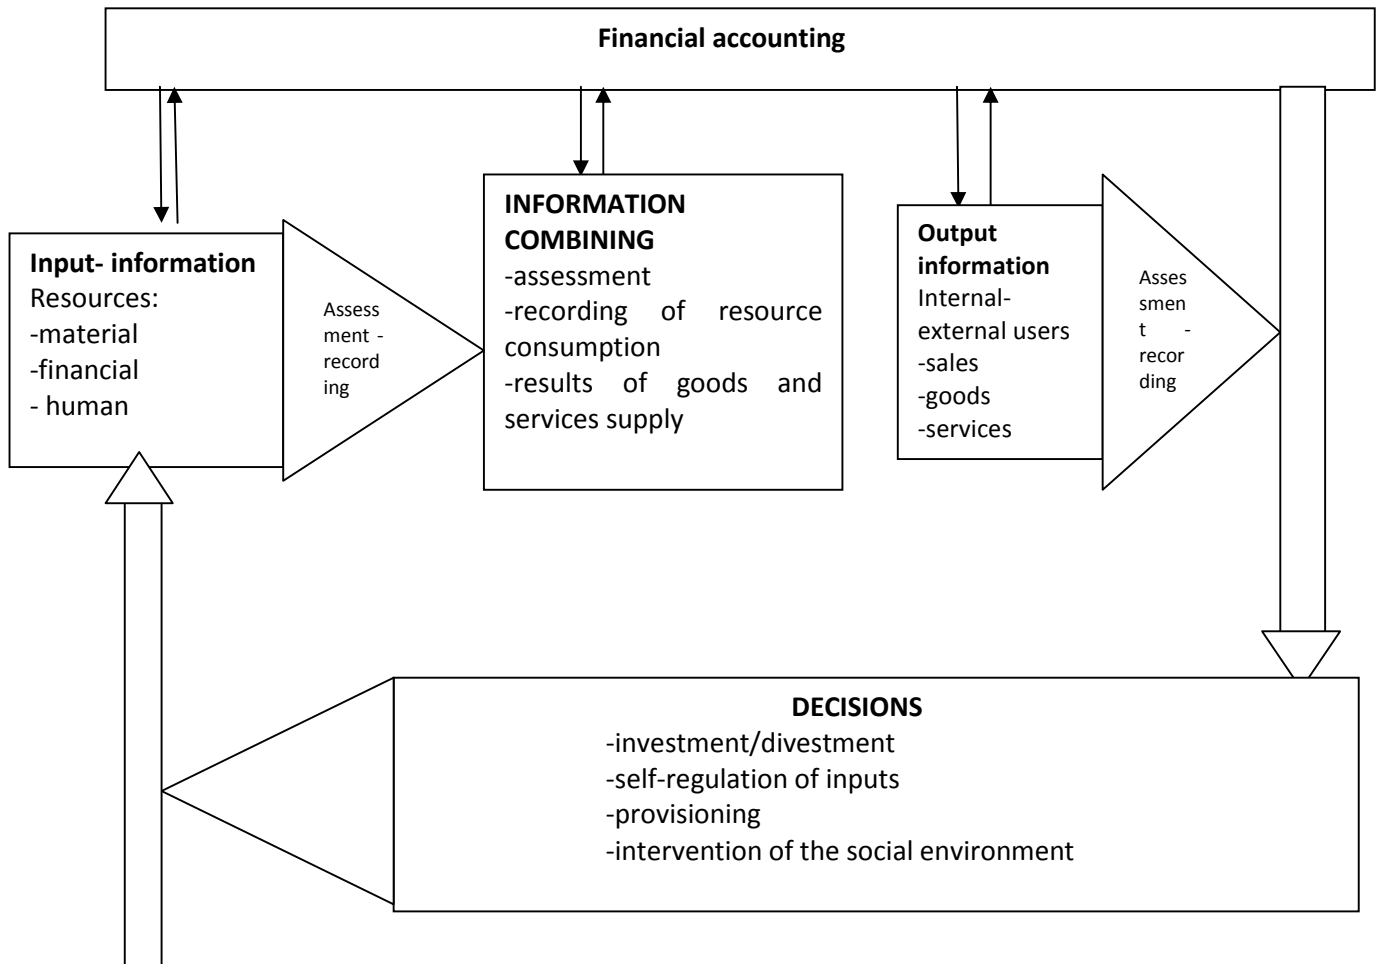 Financial accounting
Input- information
Resources:
-material
-financial
- human
Assess
ment -
record
ing
INFORMATION
COMBINING
-assessment
-recording of resource
consumption
-results of goods and
services supply
Output
information
Internal-
external users
-sales
-goods
-services
Asses
smen
t -
recor
ding
DECISIONS
-investment/divestment
-self-regulation of inputs
-provisioning
-intervention of the social environment